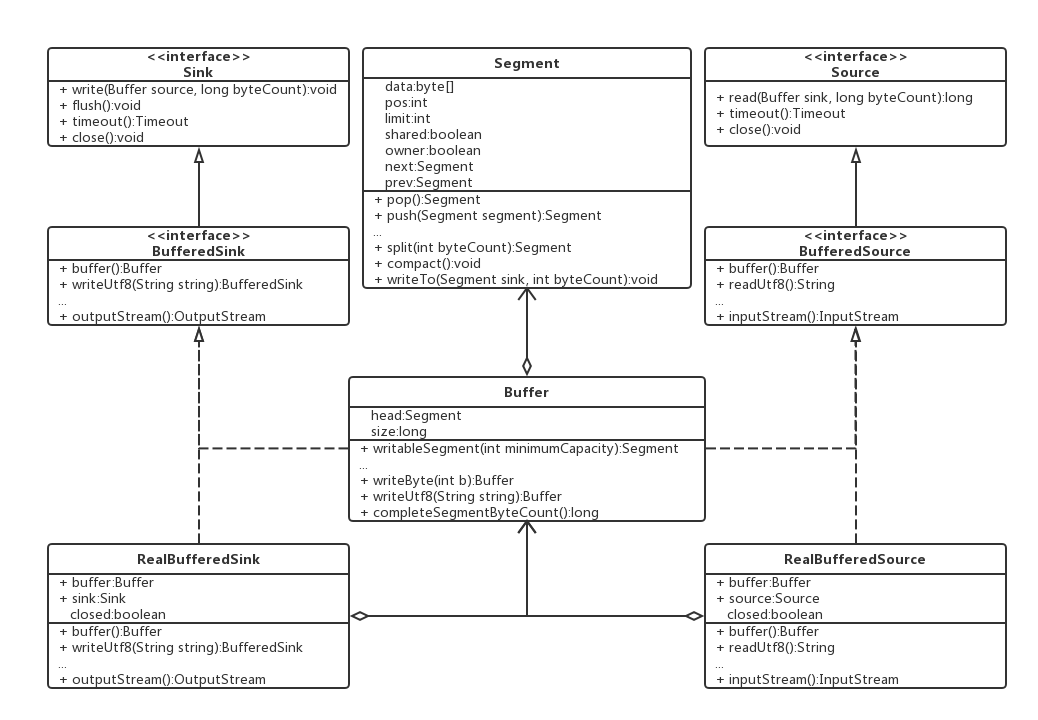 <<interface>>
Sink
+ write(Buffer source, long byteCount):void
+ flush():void
+ timeout():Timeout
+ close():void
Segment
data:byte[]
pos:int
limit:int
shared:boolean
owner:boolean
next:Segment
prev:Segment
+ pop():Segment
+ push(Segment segment):Segment
...
+ split(int byteCount):Segment
+ compact():void
+ writeTo(Segment sink, int byteCount):void
<<interface>>
Source
+ read(Buffer sink, long byteCount):long
+ timeout():Timeout
+ close():void
<<interface>>
BufferedSink
+ buffer():Buffer
+ writeUtf8(String string):BufferedSink
...
+ outputStream():OutputStream
<<interface>>
BufferedSource
+ buffer():Buffer
+ readUtf8():String
...
+ inputStream():InputStream
Buffer
head:Segment
size:long
+ writableSegment(int minimumCapacity):Segment
...
+ writeByte(int b):Buffer
+ writeUtf8(String string):Buffer
+ completeSegmentByteCount():long
RealBufferedSink
+ buffer:Buffer
+ sink:Sink
closed:boolean
+ buffer():Buffer
+ writeUtf8(String string):BufferedSink
...
+ outputStream():OutputStream
RealBufferedSource
+ buffer:Buffer
+ source:Source
closed:boolean
+ buffer():Buffer
+ readUtf8():String
...
+ inputStream():InputStream